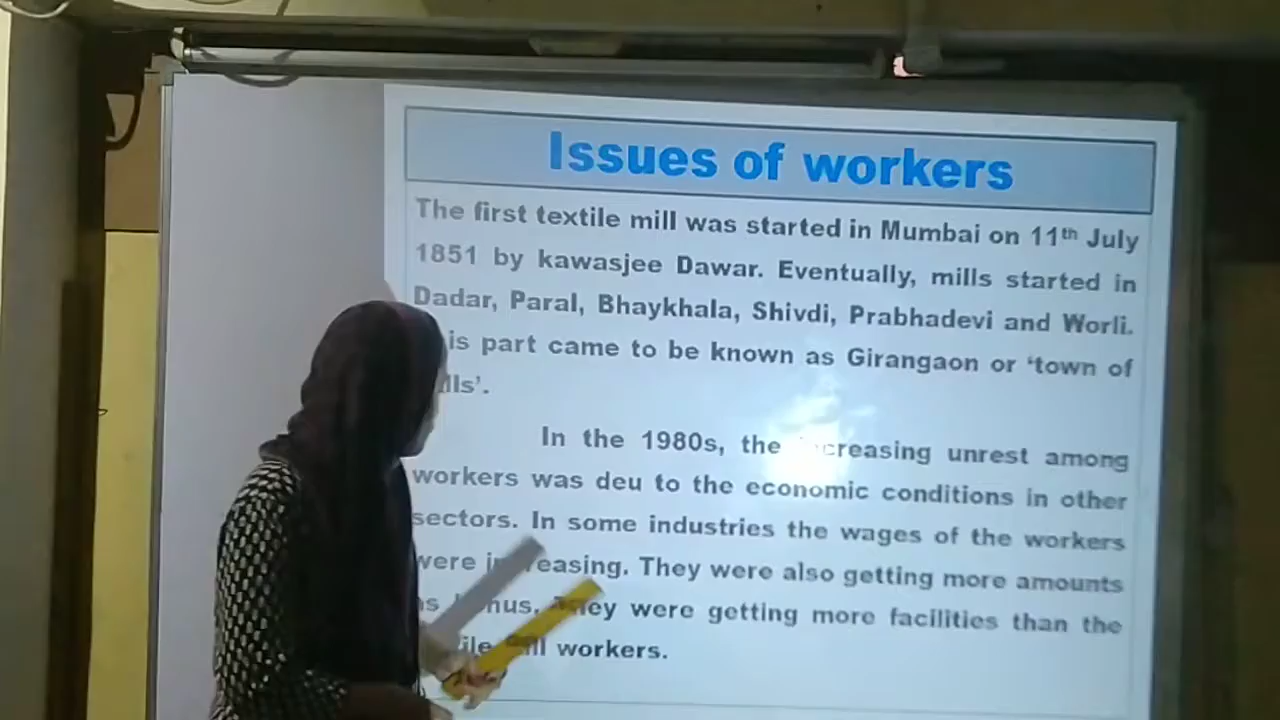 Issues of workers
The first textile mill was started in Mumbai on 11th July
1851 by kawasjee Dawar. Eventually, mills started in
Dadar, Paral, Bhaykhala, Shivdi, Prabhadevi and Worli.
part came to be known as Girangaon or ‘town of
In the 1980s, the increasing unrest among
workers was deu to the economic conditions in other
sectors. In some industries the wages of the workers
were increasing. They were also getting more amounts
They were getting more facilities than the
workers.